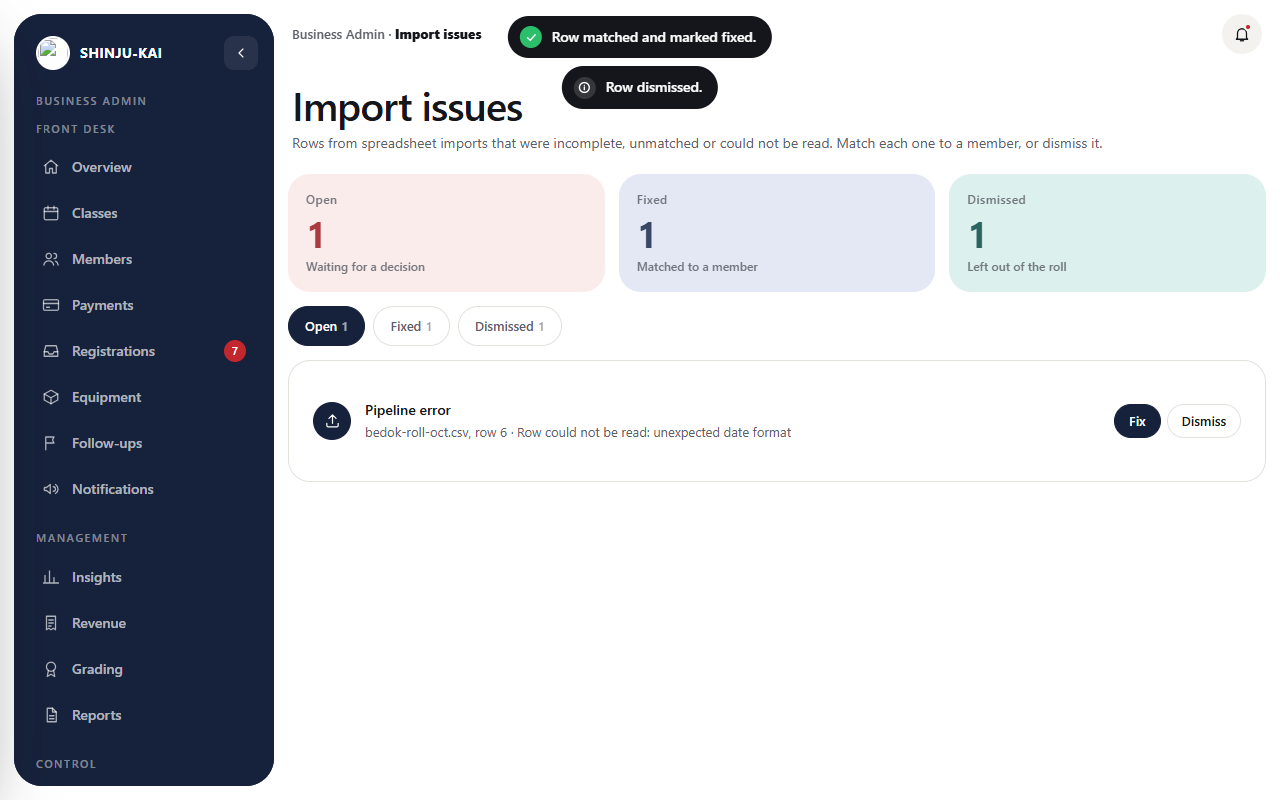 SHINJU-KAI
BUSINESS ADMIN
FRONT DESK
Overview
Classes
Members
Payments
Registrations 7
Equipment
Follow-ups
Notifications
MANAGEMENT
Insights
Revenue
Grading
Reports
CONTROL
Business Admin · Import issues
Row matched and marked fixed.
Row dismissed.
Import issues
Rows from spreadsheet imports that were incomplete, unmatched or could not be read. Match each one to a member, or dismiss it.
Open
1
Waiting for a decision
Fixed
1
Matched to a member
Dismissed
1
Left out of the roll
Open 1 Fixed 1 Dismissed 1
Pipeline error
bedok-roll-oct.csv, row 6 · Row could not be read: unexpected date format
Fix Dismiss